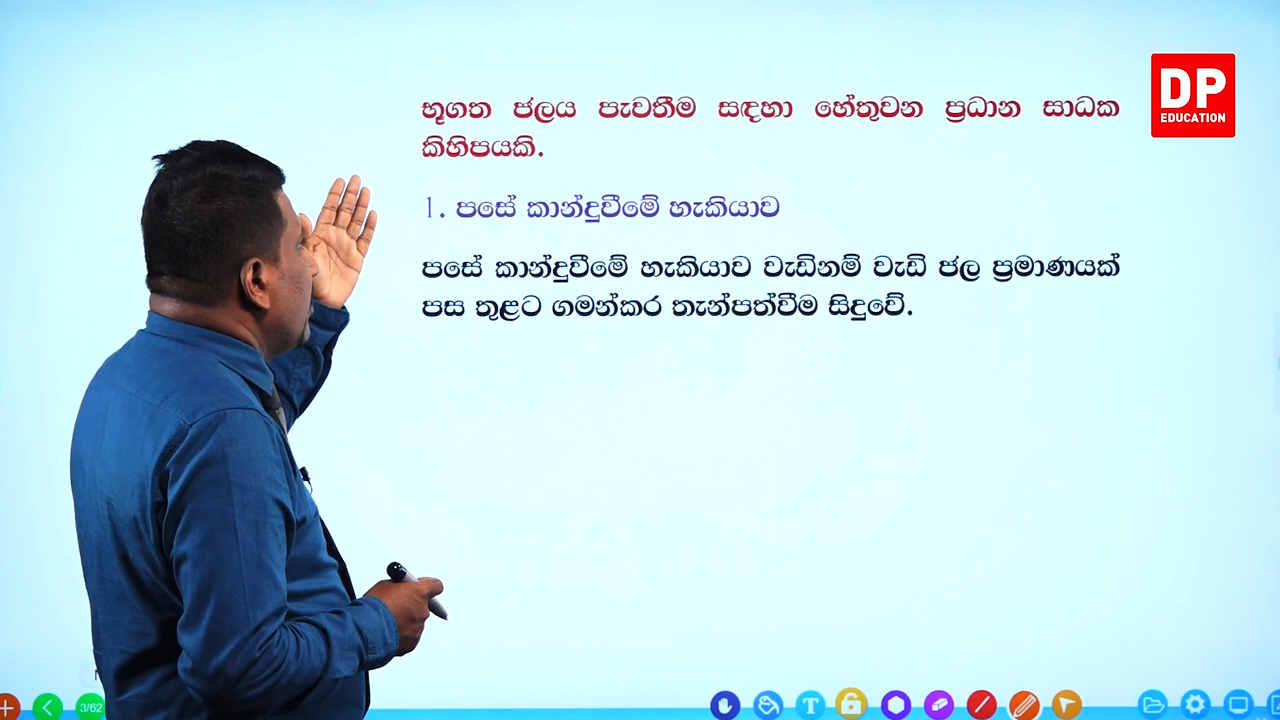 DP
EDUCATION
භූගත ජලය පැවතීම සඳහා හේතුවන ප්‍රධාන සාධක
කිහිපයකි.
1. පසේ කාන්දුවීමේ හැකියාව
පසේ කාන්දුවීමේ හැකියාව වැඩිනම් වැඩි ජල ප්‍රමාණයක්
පස තුළට ගමන්කර තැන්පත්වීම සිදුවේ.
3/62
T